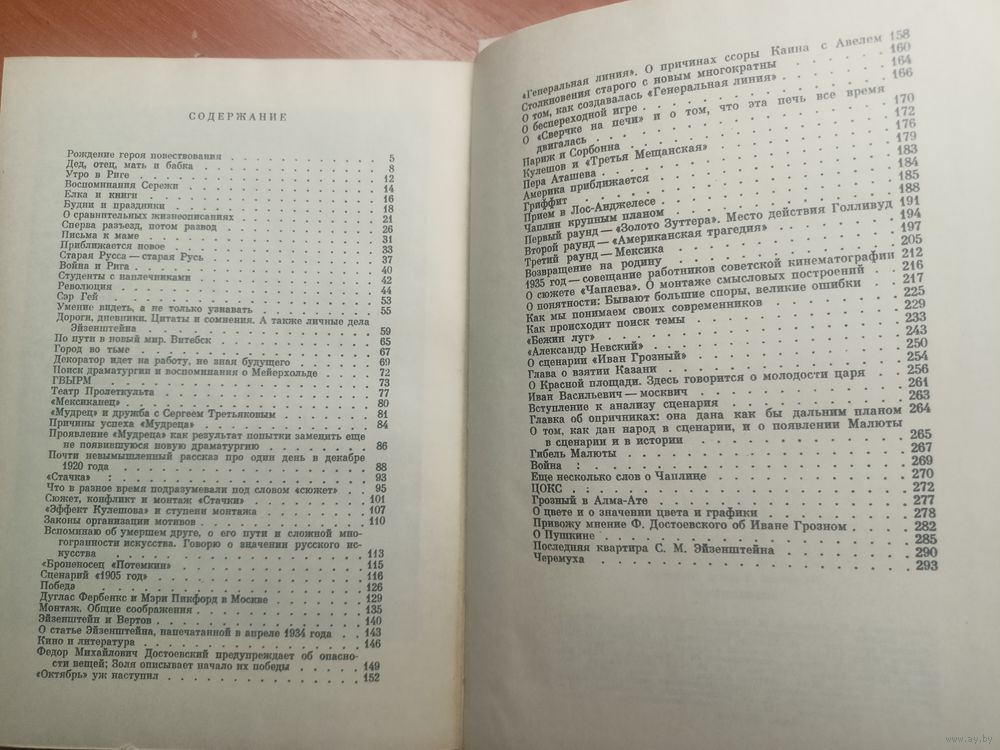 СОДЕРЖАНИЕ
Рождение героя повествования . . . 5
Дед, отец, мать и бабка . . . 8
Утро в Риге . . . 12
Воспоминания Сережи . . . 14
Елка и книги . . . 16
Будни и праздники . . . 18
О сравнительных жизнеописаниях . . . 21
Сперва разъезд, потом развод . . . 26
Письма к маме . . . 31
Приближается новое . . . 33
Старая Русса — старая Русь . . . 37
Война и Рига . . . 40
Студенты с наплечниками . . . 42
Революция . . . 44
Сэр Гей . . . 53
Умение видеть, а не только узнавать . . . 55
Дороги, дневники. Цитаты и сомнения. А также личные дела
Эйзенштейна . . . 59
По пути в новый мир. Витебск . . . 65
Город во тьме . . . 67
Декоратор идет на работу, не зная будущего . . . 69
Поиск драматургии и воспоминания о Мейерхольде . . . 72
ГВЫРМ . . . 73
Театр Пролеткульта . . . 77
«Мексиканец» . . . 80
«Мудрец» и дружба с Сергеем Третьяковым . . . 81
Причины успеха «Мудреца» . . . 84
Проявление «Мудреца» как результат попытки заменить еще
не появившуюся новую драматургию . . . 86
Почти невымышленный рассказ про один день в декабре
1920 года . . . 88
«Стачка» . . . 93
Что в разное время подразумевали под словом «сюжет» . . . 95
Сюжет, конфликт и монтаж «Стачки» . . . 101
«Эффект Кулешова» и ступени монтажа . . . 107
Законы организации мотивов . . . 110
Вспоминаю об умершем друге, о его пути и сложной мно-
гогранности искусства. Говорю о значении русского ис-
кусства . . . 113
«Броненосец «Потемкин» . . . 115
Сценарий «1905 год» . . . 116
Победа . . . 126
Дуглас Фербенкс и Мэри Пикфорд в Москве . . . 129
Монтаж. Общие соображения . . . 135
Эйзенштейн и Вертов . . . 140
О статье Эйзенштейна, напечатанной в апреле 1934 года . . . 143
Кино и литература . . . 146
Федор Михайлович Достоевский предупреждает об опасно-
сти вещей; Золя описывает начало их победы . . . 149
«Октябрь» уж наступил . . . 152
«Генеральная линия». О причинах ссоры Каина с Авелем 158
Столкновения старого с новым многократны . . . 160
О том, как создавалась «Генеральная линия» . . . 164
О беспереходной игре . . . 166
О «Сверчке на печи» и о том, что эта печь все время
двигалась . . . 170
Париж и Сорбонна . . . 172
Кулешов и «Третья Мещанская» . . . 176
Пера Аташева . . . 179
Америка приближается . . . 183
Гриффит . . . 184
Прием в Лос-Анджелесе . . . 185
Чаплин крупным планом . . . 188
Первый раунд — «Золото Зуттера». Место действия Голливуд 191
Второй раунд — «Американская трагедия» . . . 194
Третий раунд — Мексика . . . 197
Возвращение на родину . . . 205
1935 год — совещание работников советской кинематографии 212
О сюжете «Чапаева». О монтаже смысловых построений . . . 216
О понятности: Бывают большие споры, великие ошибки . . . 217
Как мы понимаем своих современников . . . 225
Как происходит поиск темы . . . 229
«Бежин луг» . . . 233
«Александр Невский» . . . 243
О сценарии «Иван Грозный» . . . 250
Глава о взятии Казани . . . 254
О Красной площади. Здесь говорится о молодости царя . . . 256
Иван Васильевич — москвич . . . 261
Вступление к анализу сценария . . . 263
Главка об опричниках: она дана как бы дальним планом 264
О том, как дан народ в сценарии, и о появлении Малюты
в сценарии и в истории . . . 265
Гибель Малюты . . . 267
Война . . . 269
Еще несколько слов о Чаплине . . . 270
ЦОКС . . . 272
Грозный в Алма-Ате . . . 277
О цвете и о значении цвета и графики . . . 278
Привожу мнение Ф. Достоевского об Иване Грозном . . . 282
О Пушкине . . . 285
Последняя квартира С. М. Эйзенштейна . . . 290
Черемуха . . . 293
www.ay.by